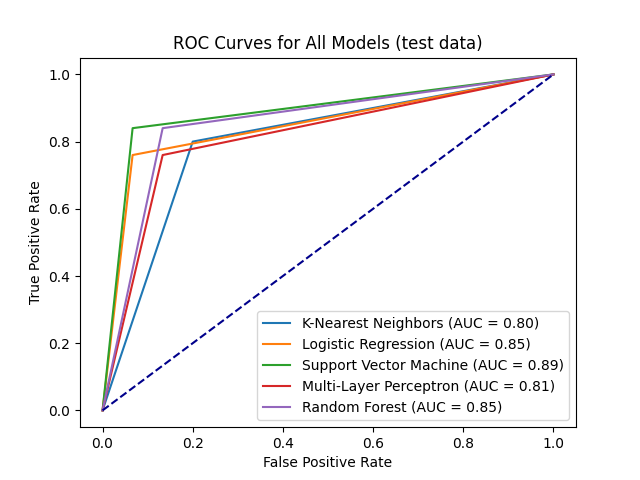 ROC Curves for All Models (test data)
1.0
0.8
0.6
0.4
0.2
0.0
True Positive Rate
K-Nearest Neighbors (AUC = 0.80)
Logistic Regression (AUC = 0.85)
Support Vector Machine (AUC = 0.89)
Multi-Layer Perceptron (AUC = 0.81)
Random Forest (AUC = 0.85)
0.0 0.2 0.4 0.6 0.8 1.0
False Positive Rate